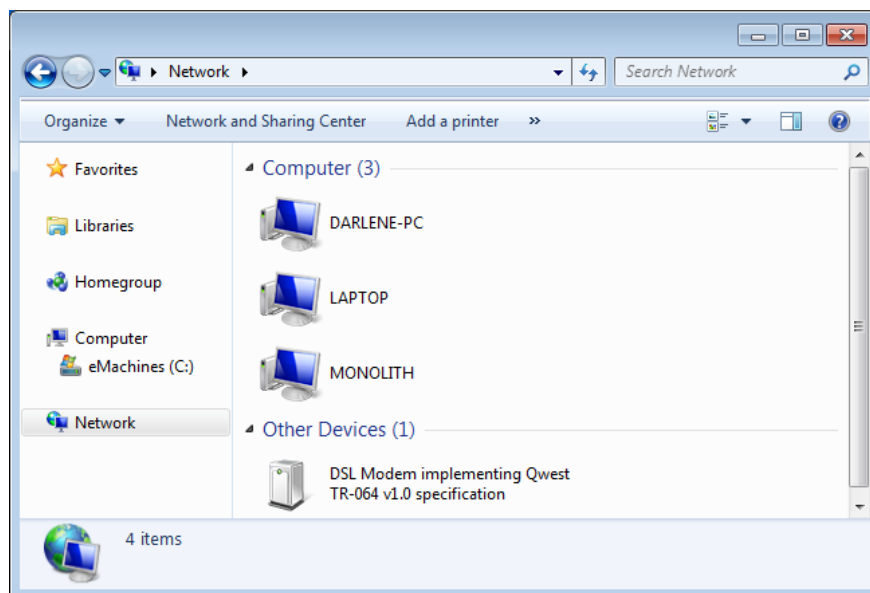 Network
Search Network
Organize Network and Sharing Center Add a printer »
Favorites
Libraries
Homegroup
Computer
eMachines (C:)
Network
Computer (3)
DARLENE-PC
LAPTOP
MONOLITH
Other Devices (1)
DSL Modem implementing Qwest
TR-064 v1.0 specification
4 items